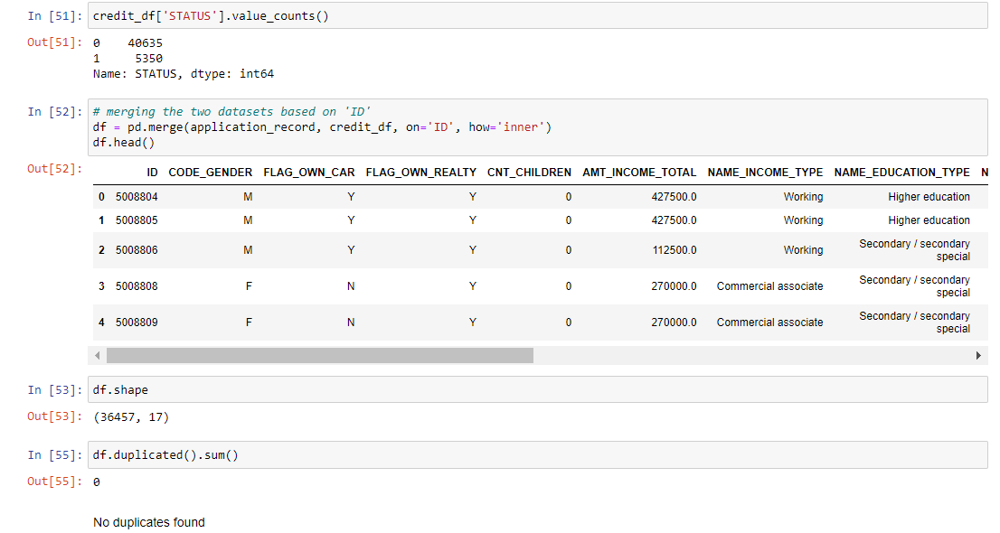 In [51]: credit_df['STATUS'].value_counts()
Out[51]: 0    40635
1     5350
Name: STATUS, dtype: int64
In [52]: # merging the two datasets based on 'ID'
df = pd.merge(application_record, credit_df, on='ID', how='inner')
df.head()
Out[52]:
ID CODE_GENDER FLAG_OWN_CAR FLAG_OWN_REALTY CNT_CHILDREN AMT_INCOME_TOTAL NAME_INCOME_TYPE NAME_EDUCATION_TYPE N
0 5008804 M Y Y 0 427500.0 Working Higher education
1 5008805 M Y Y 0 427500.0 Working Higher education
2 5008806 M Y Y 0 112500.0 Working Secondary / secondary
special
3 5008808 F N Y 0 270000.0 Commercial associate Secondary / secondary
special
4 5008809 F N Y 0 270000.0 Commercial associate Secondary / secondary
special
In [53]: df.shape
Out[53]: (36457, 17)
In [55]: df.duplicated().sum()
Out[55]: 0
No duplicates found